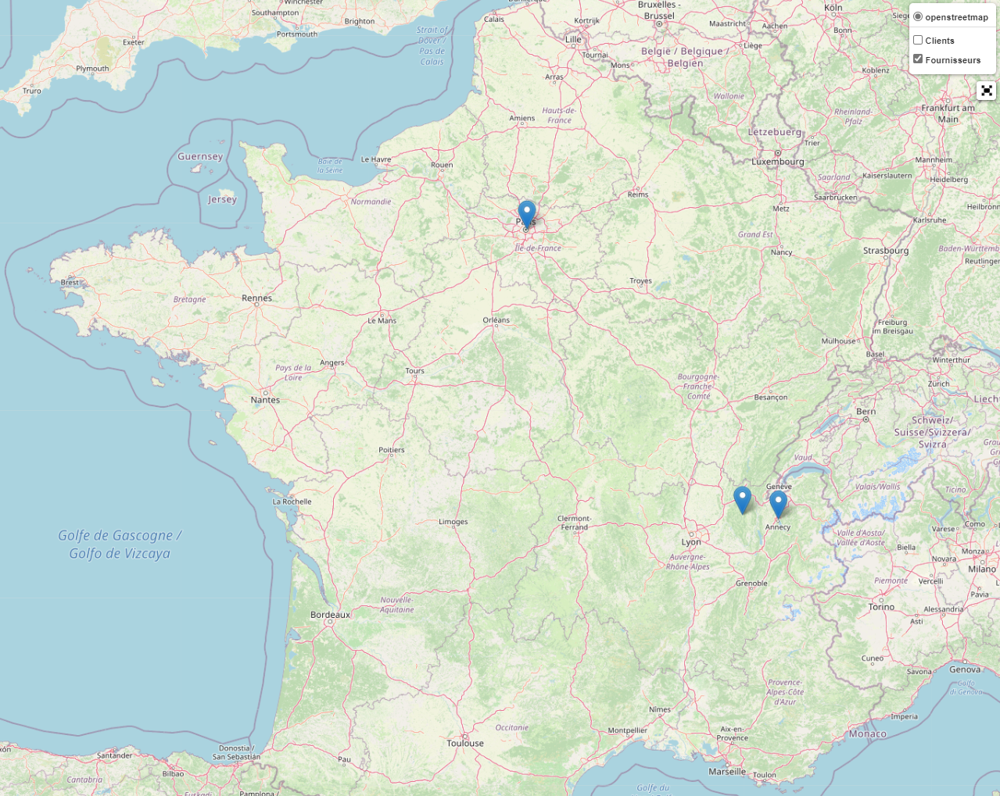 Winchester
Southampton
Exeter
Portsmouth
Brighton
Plymouth
Truro
Strait of
Dover /
Pas de
Calais
Calais
Kortrijk
Bruxelles -
Brussel
Maastricht
Aachen
Köln
Bonn
openstreetmap
Clients
Fournisseurs
Lille
Tournai
Mons
België / Belgique /
Belgien
Liège
Arras
Wallonie
Koblenz
Frankfurt am
Main
Rheinland-
Pfalz
Amiens
Hauts-de-
France
Lëtzebuerg
Trier
Luxembourg
Mannheim
Guernsey
Jersey
Le Havre
Baie de
la Seine
Rouen
Kaiserslautern
Heidelberg
Saarland
Saarbrücken
Normandie
Reims
Metz
Heilbronn
Karlsruhe
Paris
Île-de-France
Grand Est
Nancy
Strasbourg
Baden-Württemb
Reutlingen
Brest
Bretagne
Rennes
Troyes
Le Mans
Orléans
Freiburg
im Breisgau
Mulhouse
Basel
Winterthur
Angers
Pays de la
Loire
Tours
Bourgogne-
Franche-
Comté
Zürich
Nantes
Besançon
Bern
Liecht
Schweiz/
Suisse/Svizzera/
Svizra
Poitiers
Vaud
Genève
Valais/Wallis
Ticino
La Rochelle
Limoges
Clermont-
Ferrand
Annecy
Lyon
Valle d'Aosta/
Vallée d'Aoste
Varese
Como
Biella
Monza
Novara
Milano
Golfe de Gascogne /
Golfo de Vizcaya
Auvergne-
Rhône-Alpes
Grenoble
Piemonte
Vercelli
Pavia
Nouvelle-
Aquitaine
Bordeaux
Torino
Alessandria
Asti
Cuneo
Savona
Genova
Golfo
di Genova
Provence-
Alpes-Côte
d'Azur
Nîmes
Imperia
Monaco
Occitanie
Montpellier
Aix-en-
Provence
Toulouse
Marseille
Toulon
Donostia /
San Sebastián
Pau
Santander
Bilbao
Cantabria
Euskadi
Pamplona /
Golfe du